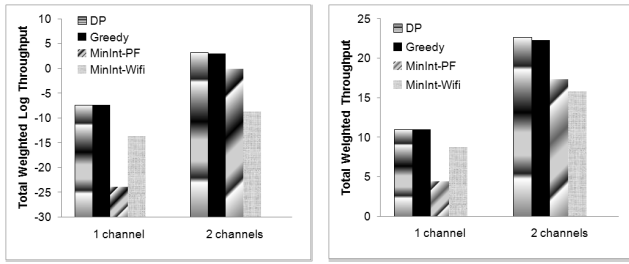 Total Weighted Log Throughput
10
5
0
-5
-10
-15
-20
-25
-30
DP
Greedy
MinInt-PF
MinInt-Wifi
1 channel
2 channels
Total Weighted Throughput
25
20
15
10
5
0
DP
Greedy
MinInt-PF
MinInt-Wifi
1 channel
2 channels